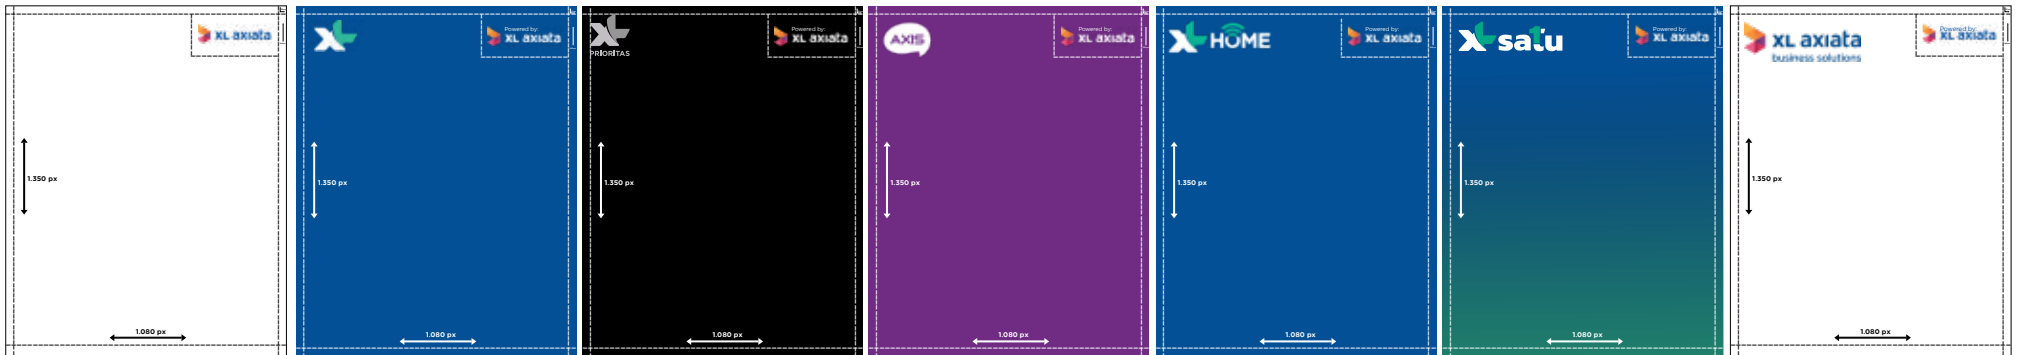 XL axiata
1.350 px
1.080 px
XL
Powered by:
XL axiata
1.350 px
1.080 px
XL
PRIORITAS
Powered by:
XL axiata
1.350 px
1.080 px
AXIS
Powered by:
XL axiata
1.350 px
1.080 px
XL HOME
Powered by:
XL axiata
1.350 px
1.080 px
XL satu
Powered by:
XL axiata
1.350 px
1.080 px
XL axiata
business solutions
Powered by:
XL axiata
1.350 px
1.080 px